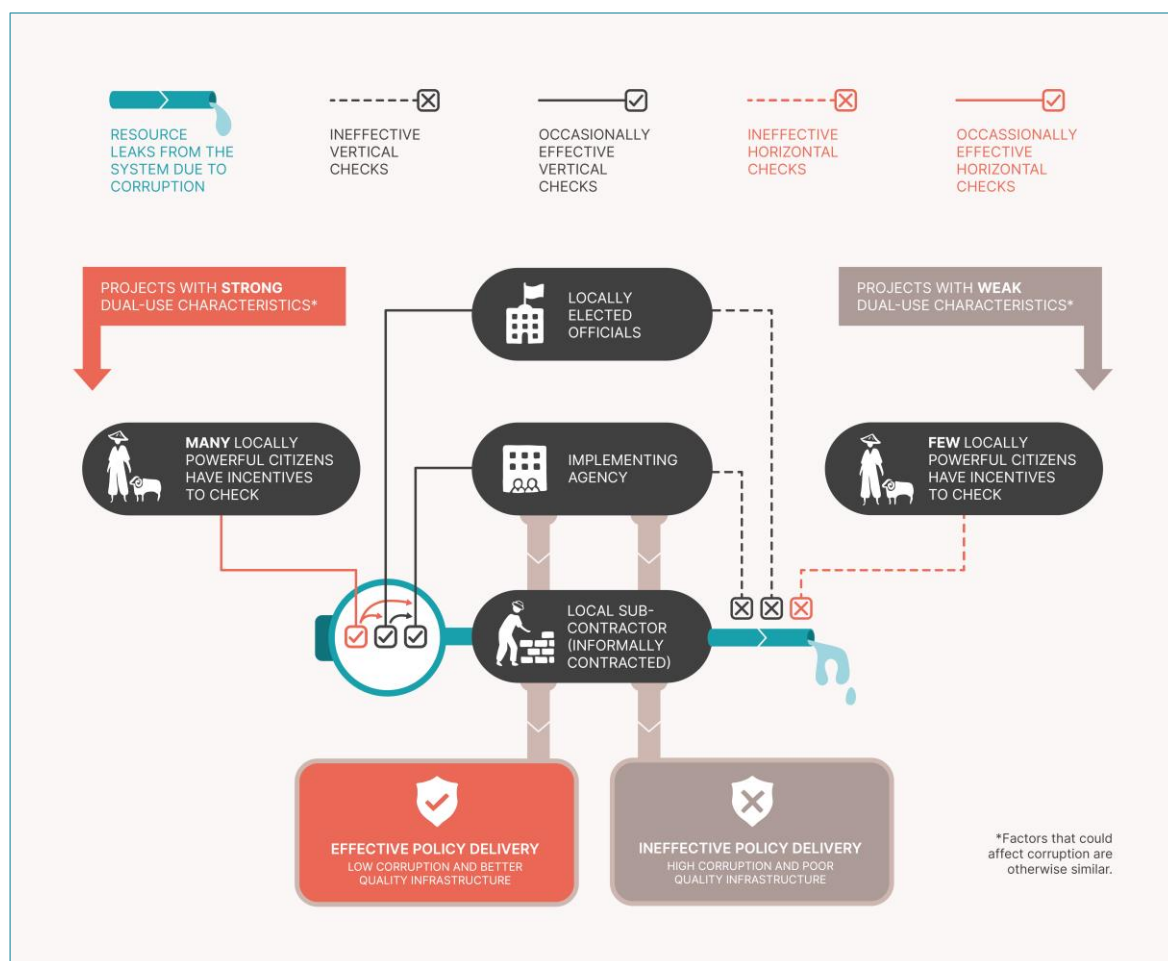 RESOURCE
LEAKS FROM THE
SYSTEM DUE TO
CORRUPTION
INEFFECTIVE
VERTICAL
CHECKS
OCCASIONALLY
EFFECTIVE
VERTICAL
CHECKS
INEFFECTIVE
HORIZONTAL
CHECKS
OCCASSIONALLY
EFFECTIVE
HORIZONTAL
CHECKS
PROJECTS WITH STRONG
DUAL-USE CHARACTERISTICS*
LOCALLY
ELECTED
OFFICIALS
PROJECTS WITH WEAK
DUAL-USE CHARACTERISTICS*
MANY LOCALLY
POWERFUL CITIZENS
HAVE INCENTIVES
TO CHECK
IMPLEMENTING
AGENCY
FEW LOCALLY
POWERFUL CITIZENS
HAVE INCENTIVES
TO CHECK
LOCAL SUB-
CONTRACTOR
(INFORMALLY
CONTRACTED)
EFFECTIVE POLICY DELIVERY
LOW CORRUPTION AND BETTER
QUALITY INFRASTRUCTURE
INEFFECTIVE POLICY DELIVERY
HIGH CORRUPTION AND POOR
QUALITY INFRASTRUCTURE
*Factors that could
affect corruption are
otherwise similar.